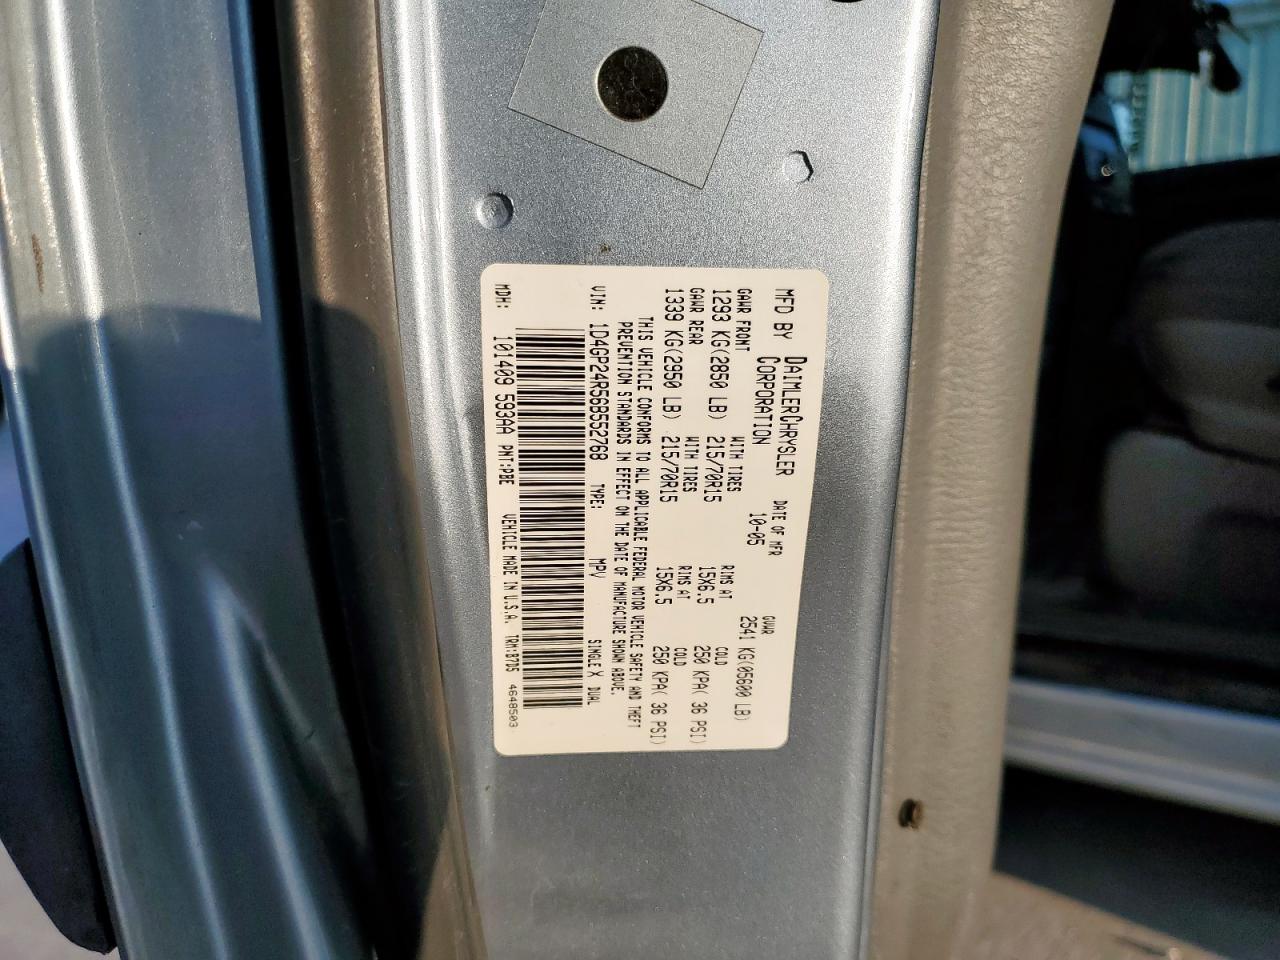 MFD BY DAIMLERCHRYSLER
CORPORATION
DATE OF MFR
10-05
GVWR
2541 KG(05600 LB)
GAWR FRONT
1293 KG(2850 LB)
WITH TIRES
215/70R15
RIMS AT
15X6.5
COLD
250 KPA( 36 PSI)
GAWR REAR
1339 KG(2950 LB)
WITH TIRES
215/70R15
RIMS AT
15X6.5
COLD
250 KPA( 36 PSI)
THIS VEHICLE CONFORMS TO ALL APPLICABLE FEDERAL MOTOR VEHICLE SAFETY AND THEFT
PREVENTION STANDARDS IN EFFECT ON THE DATE OF MANUFACTURE SHOWN ABOVE.
VIN: 1D4GP24R56B552768 TYPE: MPV SINGLE X DUAL
MDH: 101409 593AA PNT:PBE VEHICLE MADE IN U.S.A. TRM:B7D5 4648503